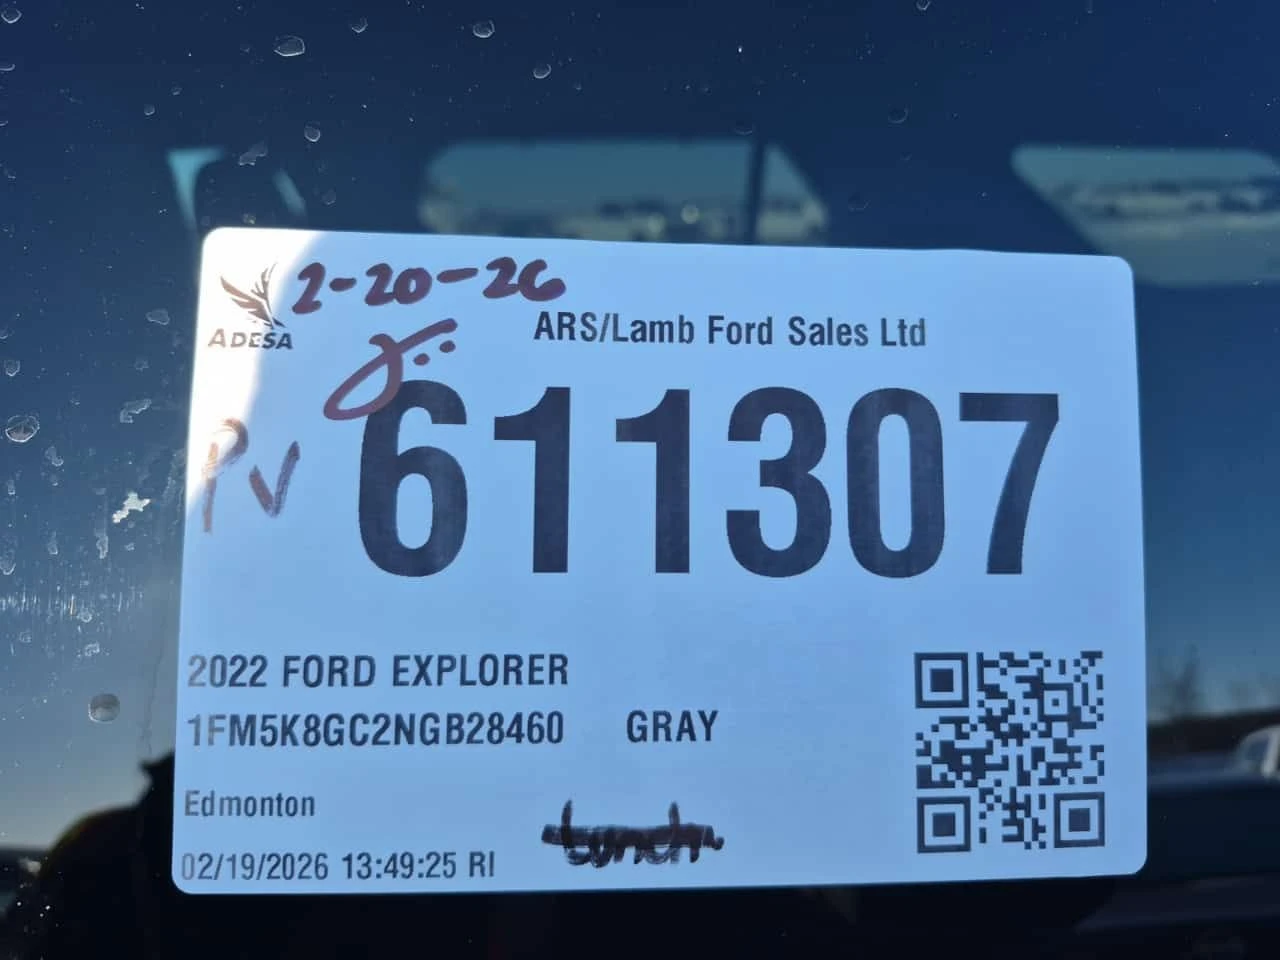 2-20-26
ADESA
ARS/Lamb Ford Sales Ltd
611307
PV
2022 FORD EXPLORER
1FM5K8GC2NGB28460 GRAY
Edmonton
02/19/2026 13:49:25 RI